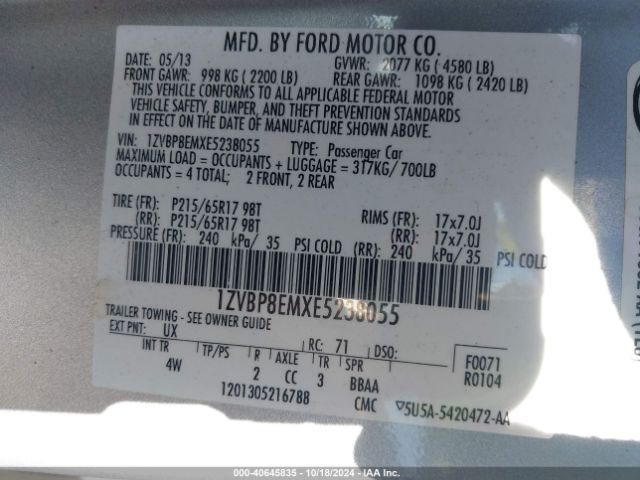 MFD. BY FORD MOTOR CO.
DATE: 05/13 GVWR: 2077 KG ( 4580 LB)
FRONT GAWR: 998 KG ( 2200 LB) REAR GAWR: 1098 KG ( 2420 LB)
THIS VEHICLE CONFORMS TO ALL APPLICABLE FEDERAL MOTOR
VEHICLE SAFETY, BUMPER, AND THEFT PREVENTION STANDARDS
IN EFFECT ON THE DATE OF MANUFACTURE SHOWN ABOVE.
VIN: 1ZVBP8EMXE5238055 TYPE: Passenger Car
MAXIMUM LOAD = OCCUPANTS + LUGGAGE = 317KG/ 700LB
OCCUPANTS = 4 TOTAL; 2 FRONT, 2 REAR
TIRE (FR): P215/65R17 98T RIMS (FR): 17x7.0J
(RR): P215/65R17 98T (RR): 17x7.0J
PRESSURE (FR): 240 kPa/ 35 PSI COLD (RR): 240 kPa/ 35 PSI COLD
1ZVBP8EMXE5238055
TRAILER TOWING - SEE OWNER GUIDE
EXT PNT: UX RC: 71 DSO:
INT TR TP/PS R AXLE TR SPR F0071
4W 2 CC 3 BBAA R0104
1201305216788 CMC ▽5U5A-5420472-AA
000-40645835 - 10/18/2024 - IAA Inc.